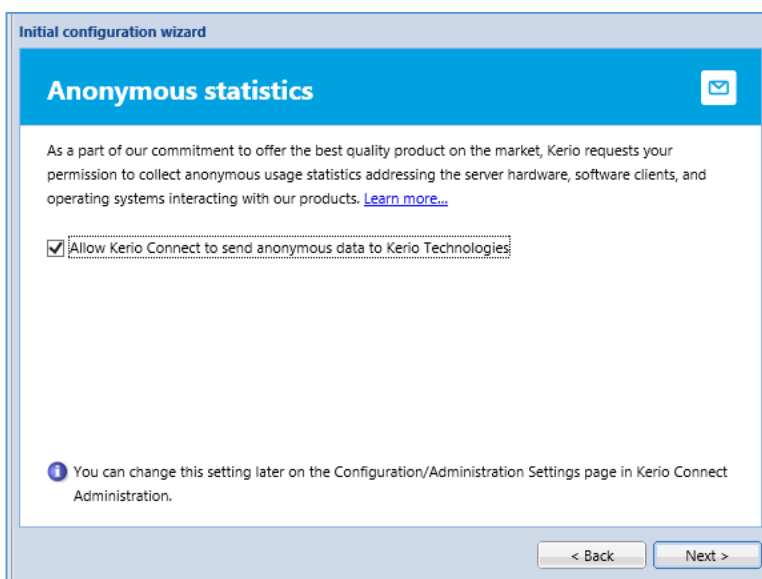 Initial configuration wizard
Anonymous statistics
As a part of our commitment to offer the best quality product on the market, Kerio requests your
permission to collect anonymous usage statistics addressing the server hardware, software clients, and
operating systems interacting with our products. Learn more...
Allow Kerio Connect to send anonymous data to Kerio Technologies
You can change this setting later on the Configuration/Administration Settings page in Kerio Connect
Administration.
< Back Next >